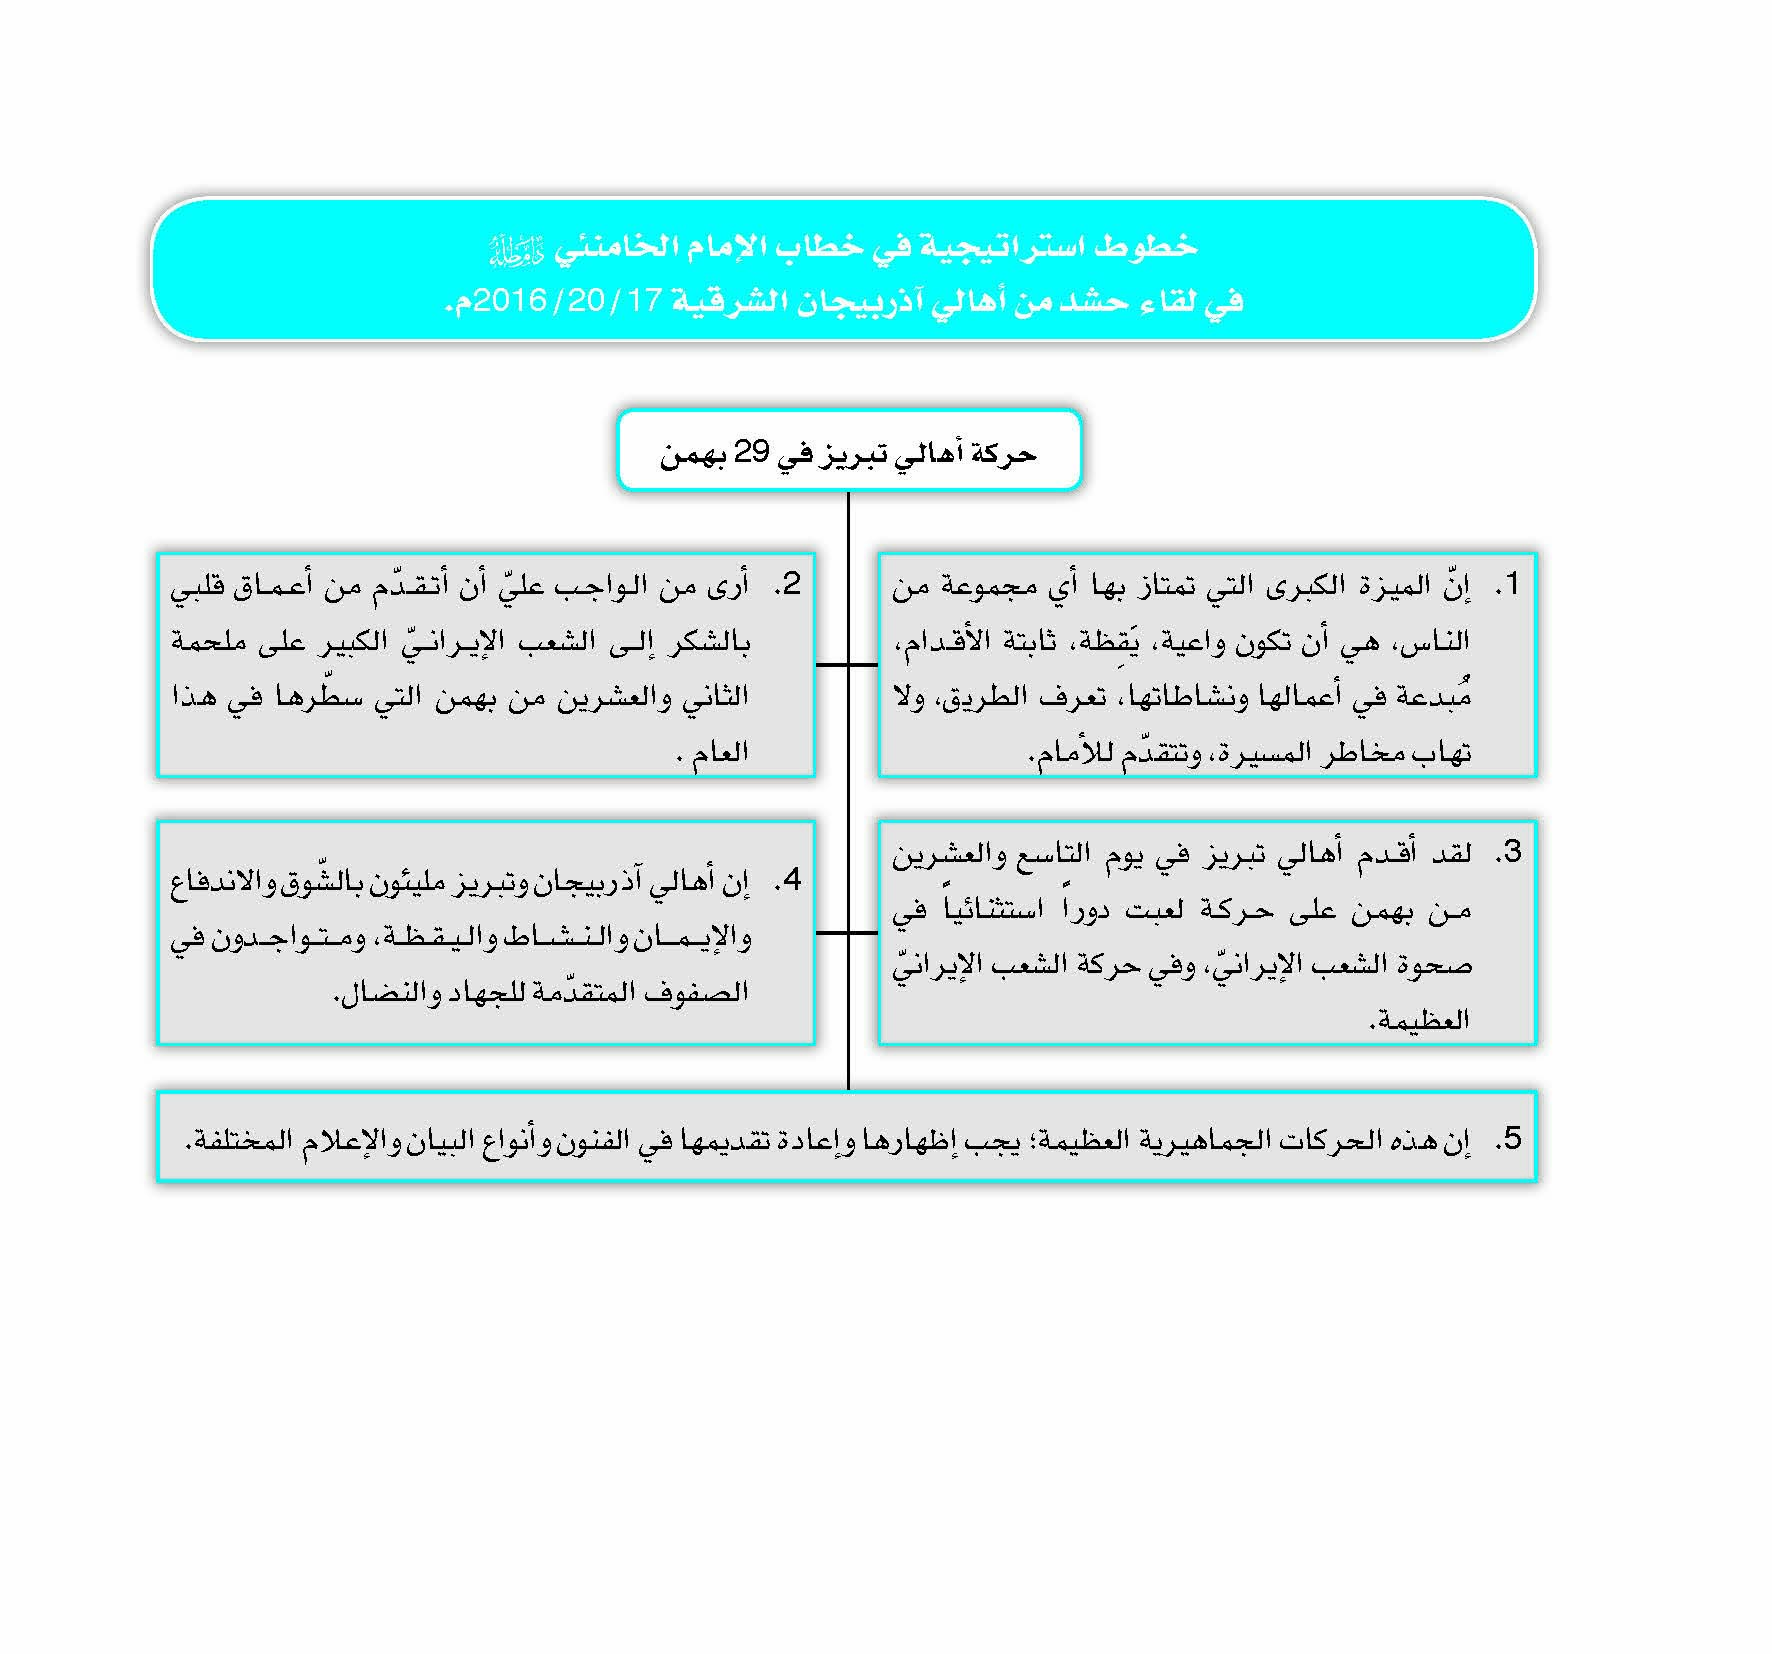 خطوط استراتيجية في خطاب الإمام الخامنئي دام ظله
في لقاء حشد من أهالي آذربيجان الشرقية 17 / 20 / 2016م.
حركة أهالي تبريز في 29 بهمن
1. إنّ الميزة الكبرى التي تمتاز بها أي مجموعة من
الناس، هي أن تكون واعية، يَقِظة، ثابتة الأقدام،
مُبدعة في أعمالها ونشاطاتها، تعرف الطريق، ولا
تهاب مخاطر المسيرة، وتتقدّم للأمام.
2. أرى من الواجب عليّ أن أتقدّم من أعماق قلبي
بالشكر إلى الشعب الإيرانيّ الكبير على ملحمة
الثاني والعشرين من بهمن التي سطّرها في هذا
العام .
3. لقد أقدم أهالي تبريز في يوم التاسع والعشرين
من بهمن على حركة لعبت دوراً استثنائياً في
صحوة الشعب الإيرانيّ، وفي حركة الشعب الإيرانيّ
العظيمة.
4. إن أهالي آذربيجان وتبريز مليئون بالشّوق والاندفاع
والإيمان والنشاط واليقظة، ومتواجدون في
الصفوف المتقدّمة للجهاد والنضال.
5. إن هذه الحركات الجماهيرية العظيمة؛ يجب إظهارها وإعادة تقديمها في الفنون وأنواع البيان والإعلام المختلفة.